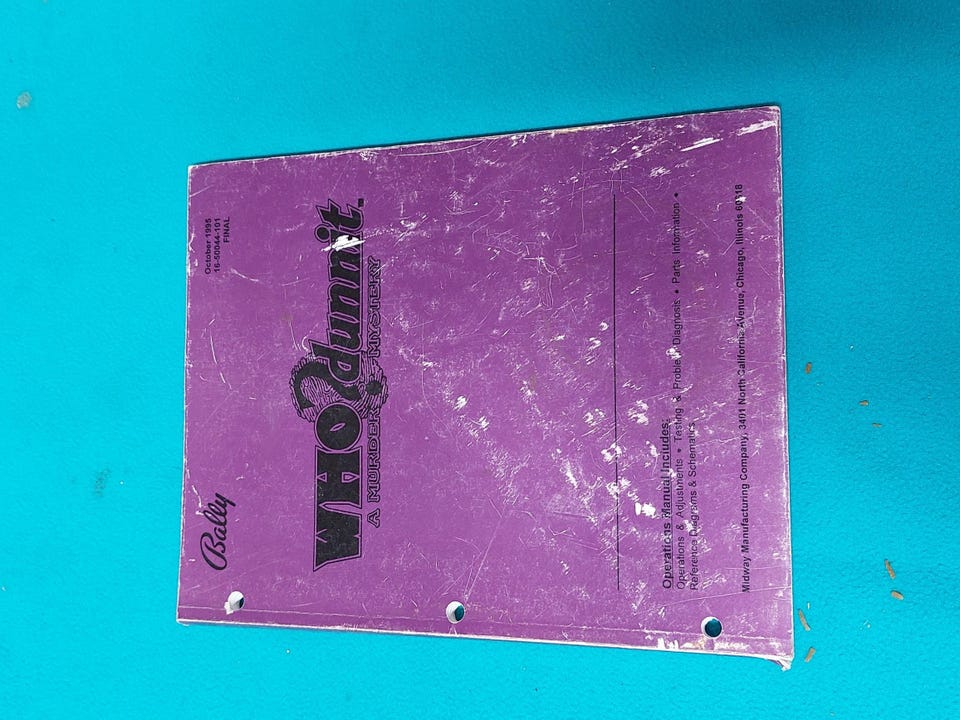 Bally
October 1995
16-50044-101
FINAL
WHO?dunnit™
A MURDER MYSTERY
Operations Manual Includes:
Operations & Adjustments • Testing & Problem Diagnosis • Parts Information •
Reference Diagrams & Schematics
Midway Manufacturing Company, 3401 North California Avenue, Chicago, Illinois 60618